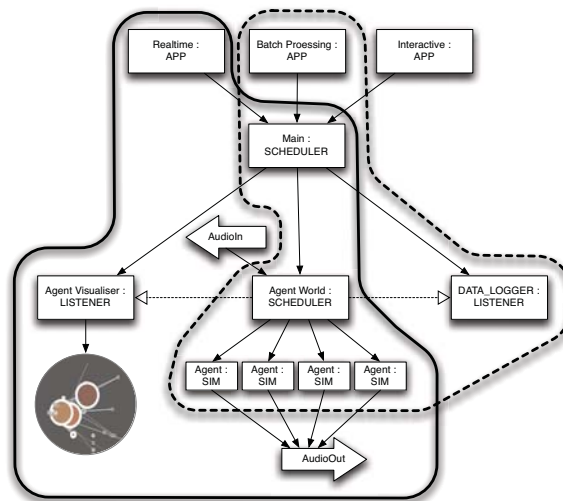 Realtime :
APP
Batch Proessing :
APP
Interactive :
APP
Main :
SCHEDULER
AudioIn
Agent Visualiser :
LISTENER
Agent World :
SCHEDULER
DATA_LOGGER :
LISTENER
Agent :
SIM
Agent :
SIM
Agent :
SIM
Agent :
SIM
AudioOut